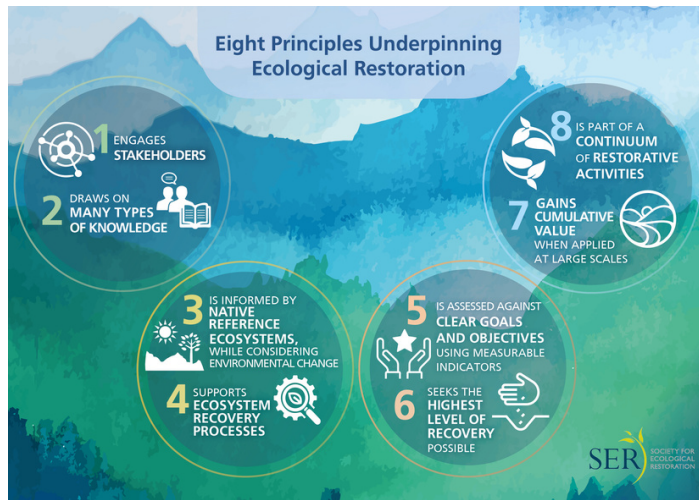 Eight Principles Underpinning
Ecological Restoration
1 ENGAGES
STAKEHOLDERS
2 DRAWS ON
MANY TYPES
OF KNOWLEDGE
3 IS INFORMED BY
NATIVE
REFERENCE
ECOSYSTEMS,
WHILE CONSIDERING
ENVIRONMENTAL CHANGE
4 SUPPORTS
ECOSYSTEM
RECOVERY
PROCESSES
5 IS ASSESSED AGAINST
CLEAR GOALS
AND OBJECTIVES
USING MEASURABLE
INDICATORS
6 SEEKS THE
HIGHEST
LEVEL OF
RECOVERY
POSSIBLE
7 GAINS
CUMULATIVE
VALUE
WHEN APPLIED
AT LARGE SCALES
8 IS PART OF A
CONTINUUM
OF RESTORATIVE
ACTIVITIES
SER
SOCIETY FOR
ECOLOGICAL
RESTORATION